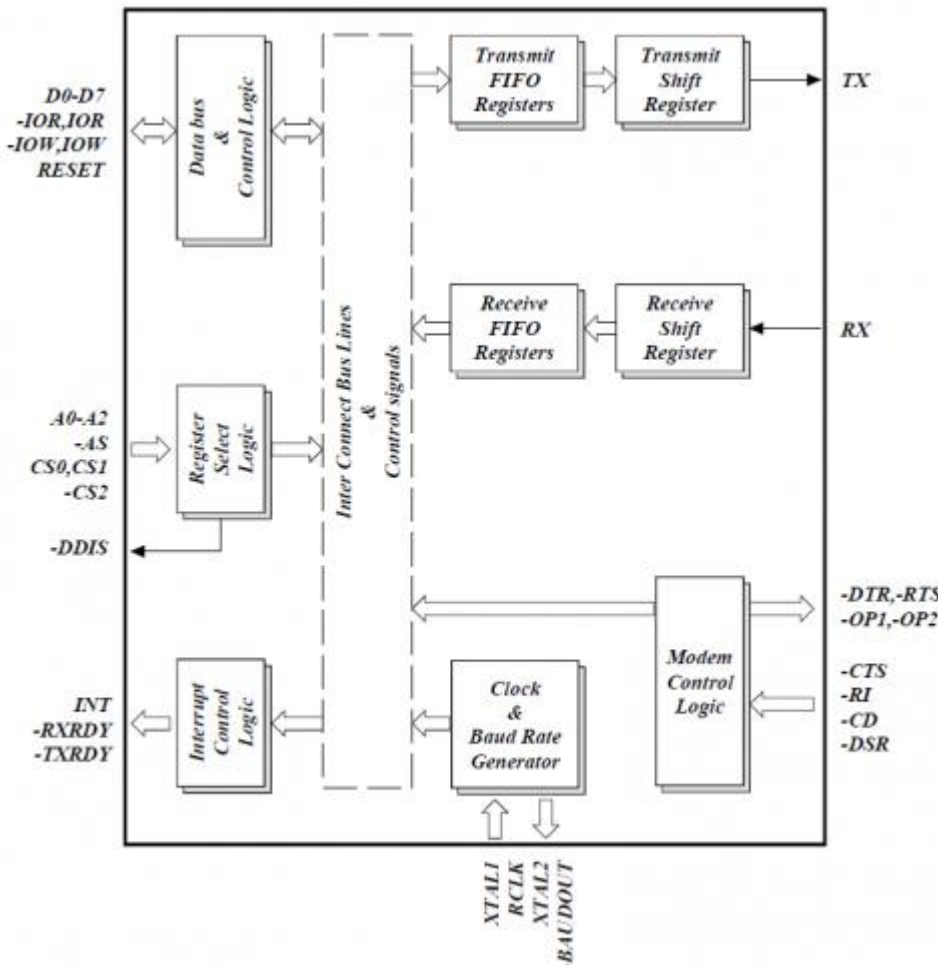 D0-D7
-IOR,IOR
-IOW,IOW
RESET
Data bus
&
Control Logic
A0-A2
-AS
CS0,CS1
-CS2
Register
Select
Logic
-DDIS
INT
-RXRDY
-TXRDY
Interrupt
Control
Logic
Inter Connect Bus Lines
&
Control signals
Transmit
FIFO
Registers
Transmit
Shift
Register
TX
Receive
FIFO
Registers
Receive
Shift
Register
RX
-DTR,-RTS
-OP1,-OP2
Modem
Control
Logic
-CTS
-RI
-CD
-DSR
Clock
&
Baud Rate
Generator
XTAL1
RCLK
XTAL2
-BAUDOUT